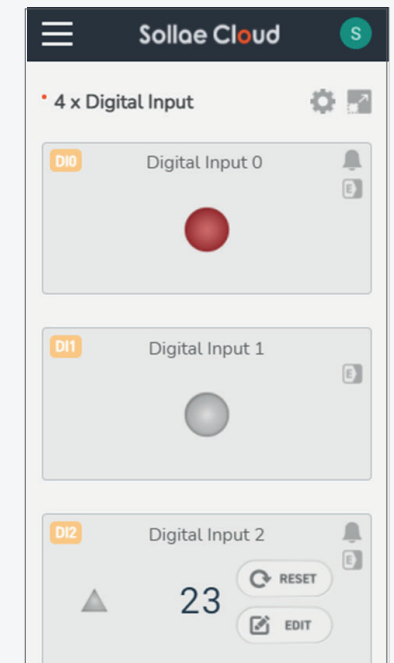 Sollae Cloud
S
4 x Digital Input
DI0
Digital Input 0
E
DI1
Digital Input 1
E
DI2
Digital Input 2
E
23
RESET
EDIT